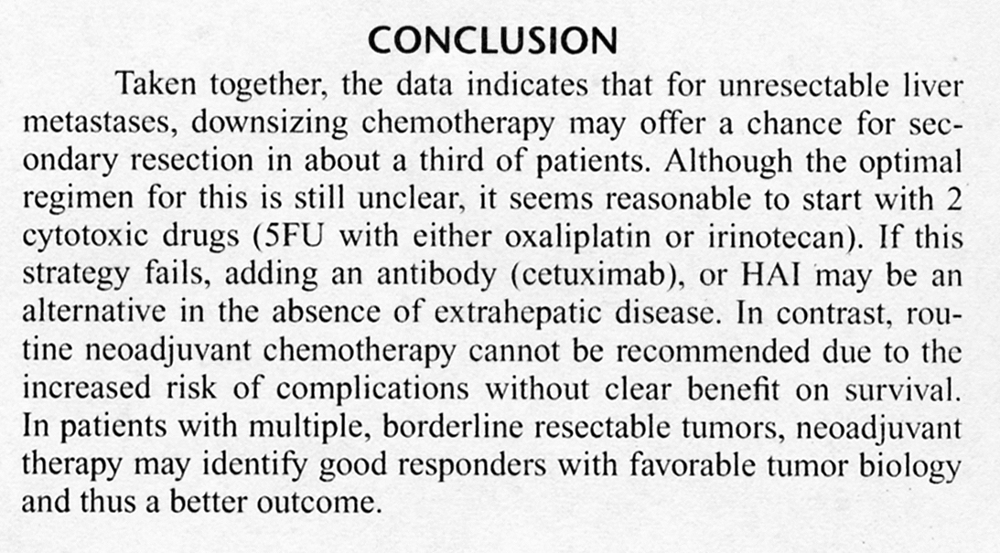 CONCLUSION
Taken together, the data indicates that for unresectable liver
metastases, downsizing chemotherapy may offer a chance for sec-
ondary resection in about a third of patients. Although the optimal
regimen for this is still unclear, it seems reasonable to start with 2
cytotoxic drugs (5FU with either oxaliplatin or irinotecan). If this
strategy fails, adding an antibody (cetuximab), or HAI may be an
alternative in the absence of extrahepatic disease. In contrast, rou-
tine neoadjuvant chemotherapy cannot be recommended due to the
increased risk of complications without clear benefit on survival.
In patients with multiple, borderline resectable tumors, neoadjuvant
therapy may identify good responders with favorable tumor biology
and thus a better outcome.